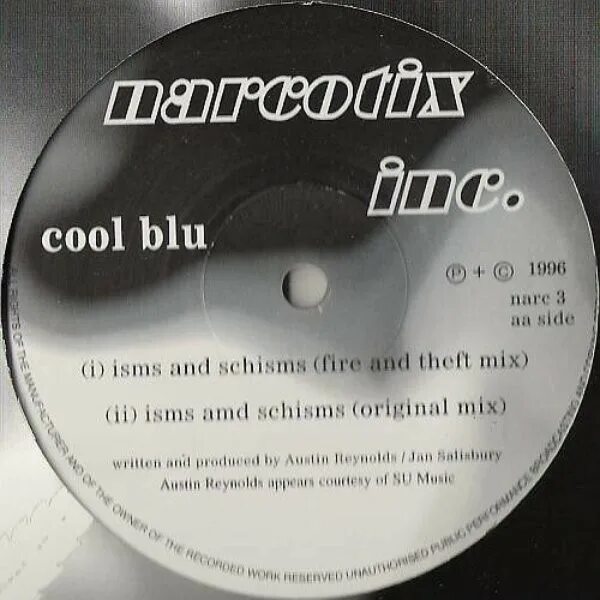 narcotix
inc.
cool blu
℗ + © 1996
narc 3
aa side
(i) isms and schisms (fire and theft mix)
(ii) isms amd schisms (original mix)
written and produced by Austin Reynolds / Jan Salisbury
Austin Reynolds appears courtesy of SU Music
RIGHTS OF THE MANUFACTURER AND OF THE OWNER OF THE RECORDED WORK RESERVED UNAUTHORISED PUBLIC PERFORMANCE BROADCASTING AND